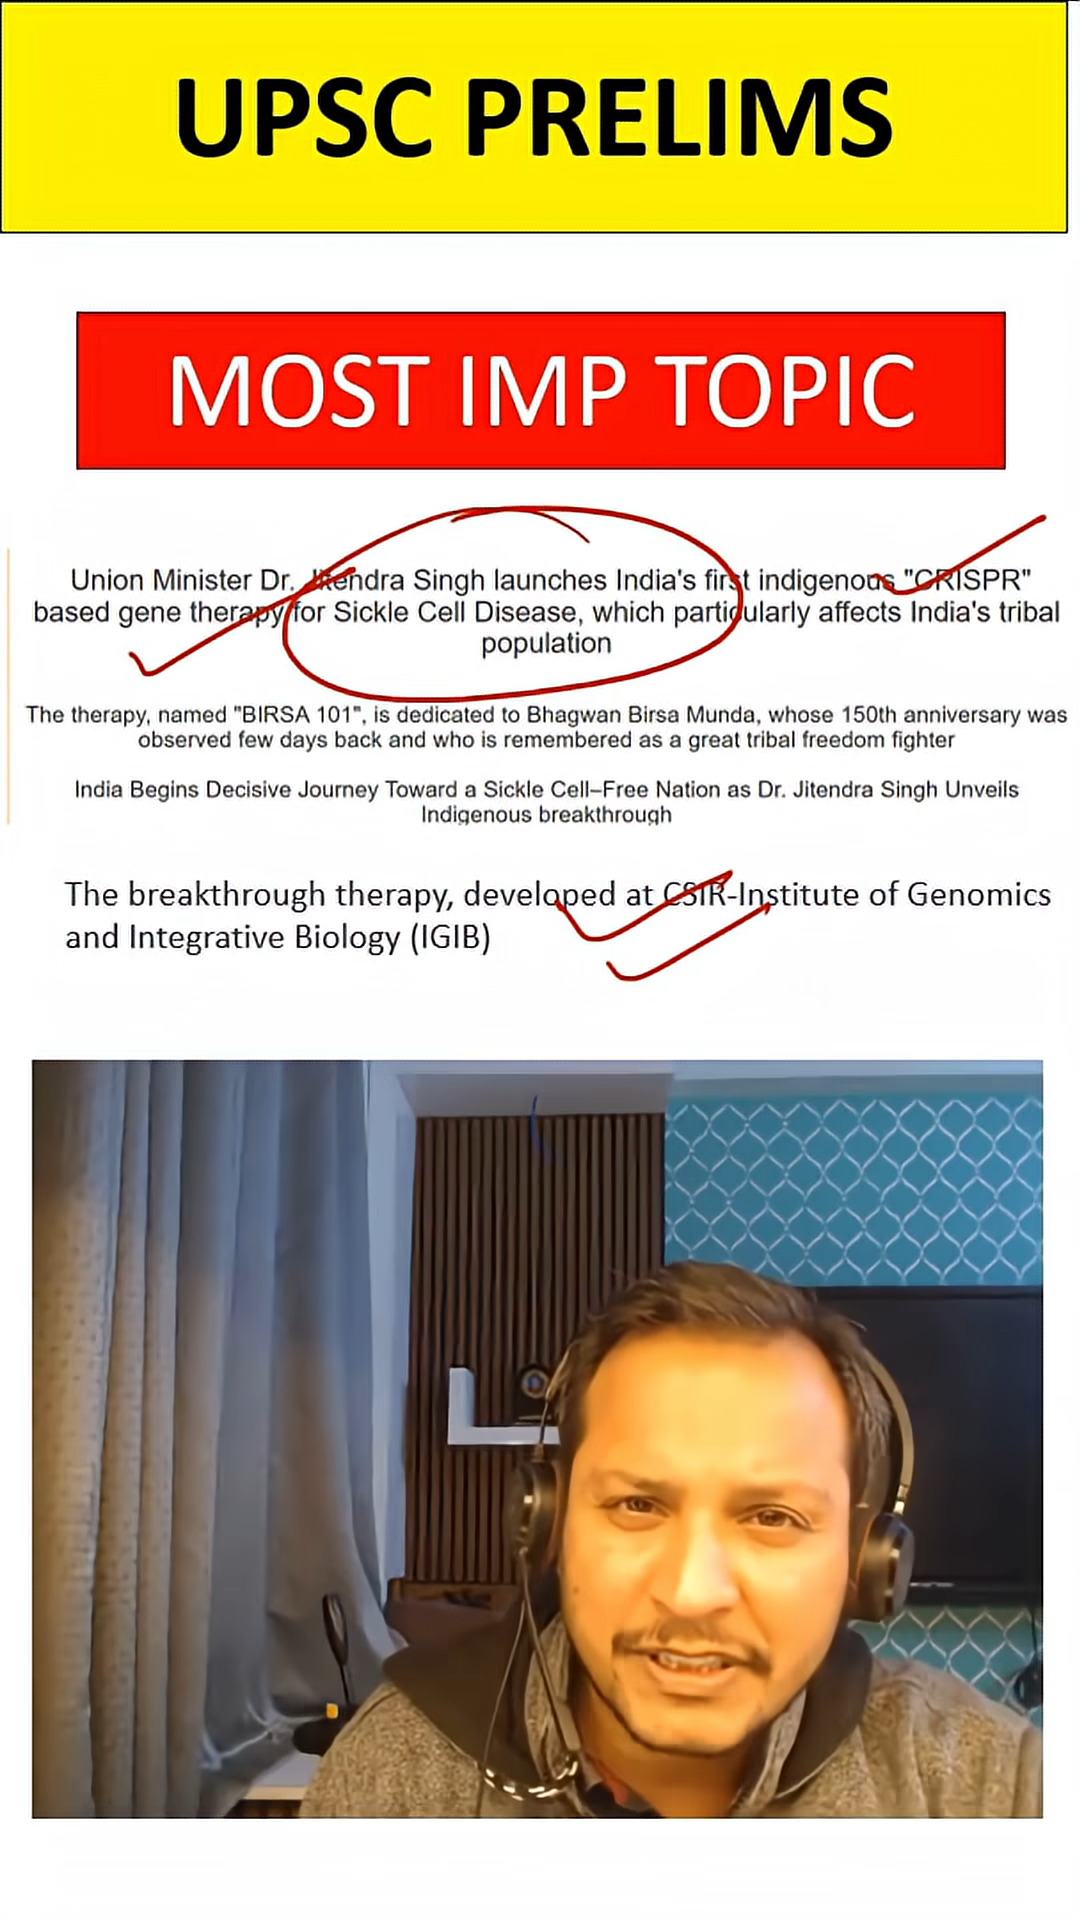 UPSC PRELIMS
MOST IMP TOPIC
Union Minister Dr. Jitendra Singh launches India's first indigenous "CRISPR"
based gene therapy for Sickle Cell Disease, which particularly affects India's tribal
population
The therapy, named "BIRSA 101", is dedicated to Bhagwan Birsa Munda, whose 150th anniversary was
observed few days back and who is remembered as a great tribal freedom fighter
India Begins Decisive Journey Toward a Sickle Cell–Free Nation as Dr. Jitendra Singh Unveils
Indigenous breakthrough
The breakthrough therapy, developed at CSIR-Institute of Genomics
and Integrative Biology (IGIB)